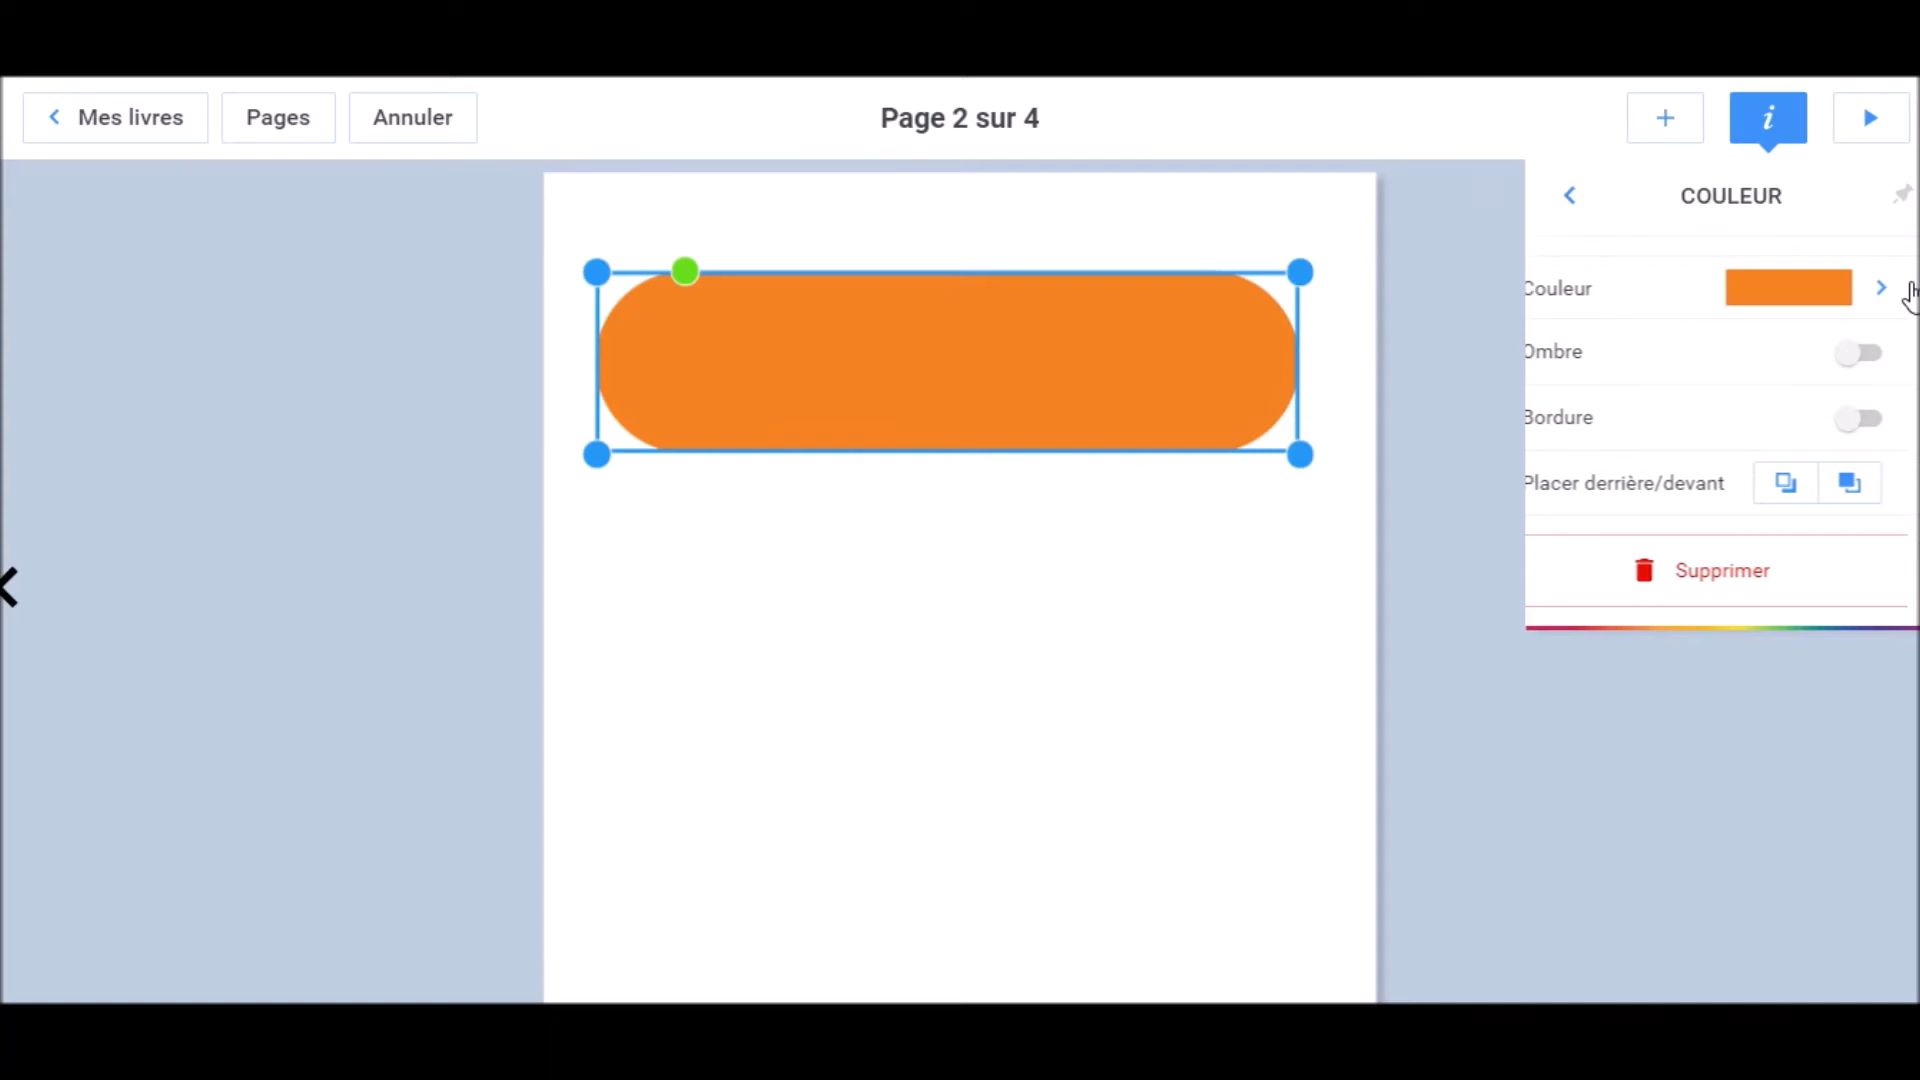 Mes livres
Pages
Annuler
Page 2 sur 4
i
COULEUR
Couleur
Ombre
Bordure
Placer derrière/devant
Supprimer